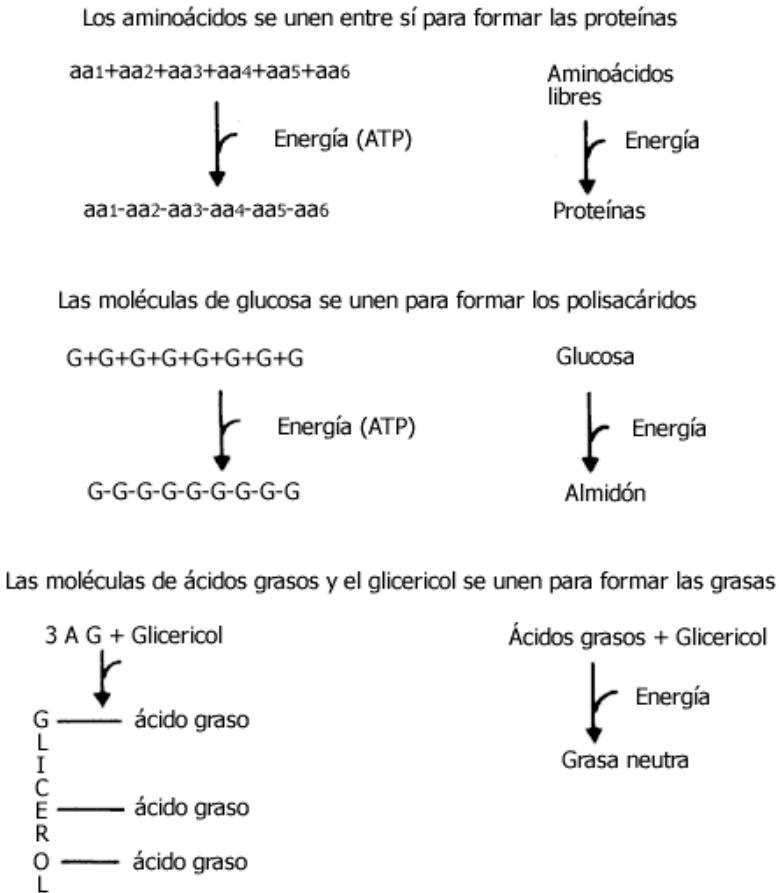 Los aminoácidos se unen entre sí para formar las proteínas
aa1+aa2+aa3+aa4+aa5+aa6
Energía (ATP)
aa1-aa2-aa3-aa4-aa5-aa6
Aminoácidos
libres
Energía
Proteínas
Las moléculas de glucosa se unen para formar los polisacáridos
G+G+G+G+G+G+G+G
Energía (ATP)
G-G-G-G-G-G-G-G-G
Glucosa
Energía
Almidón
Las moléculas de ácidos grasos y el glicericol se unen para formar las grasas
3 A G + Glicericol
G
L
I
C
E
R
O
L
ácido graso
ácido graso
ácido graso
Ácidos grasos + Glicericol
Energía
Grasa neutra